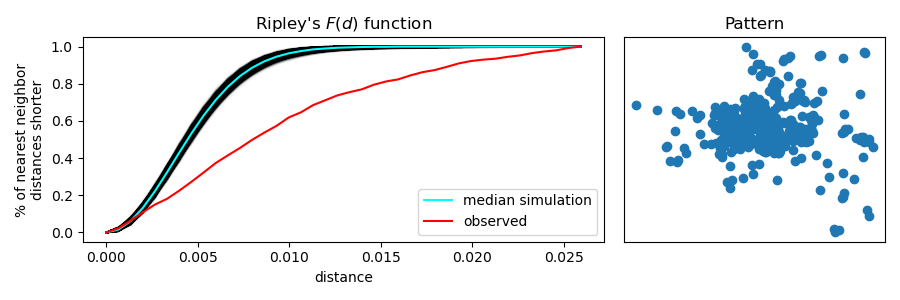 Ripley's F(d) function
% of nearest neighbor
distances shorter
1.0
0.8
0.6
0.4
0.2
0.0
median simulation
observed
0.000 0.005 0.010 0.015 0.020 0.025
distance
Pattern